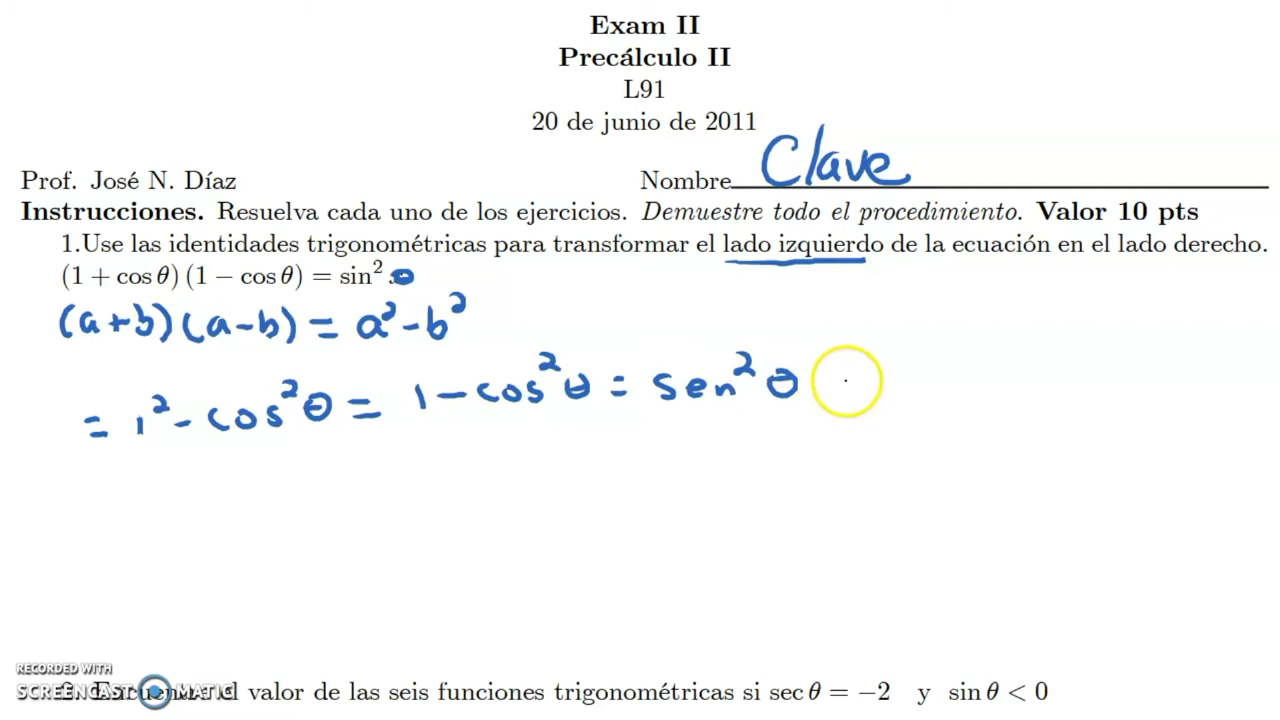 Exam II
Precálculo II
L91
20 de junio de 2011
Prof. José N. Díaz Nombre Clave
Instrucciones. Resuelva cada uno de los ejercicios. Demuestre todo el procedimiento. Valor 10 pts
1.Use las identidades trigonométricas para transformar el lado izquierdo de la ecuación en el lado derecho.
(1 + cos θ) (1 − cos θ) = sin² θ
(a+b)(a-b) = a² - b²
= 1² - cos² θ = 1 - cos² θ = sen² θ
RECORDED WITH
SCREENCAST MATIC
el valor de las seis funciones trigonométricas si sec θ = −2 y sin θ < 0